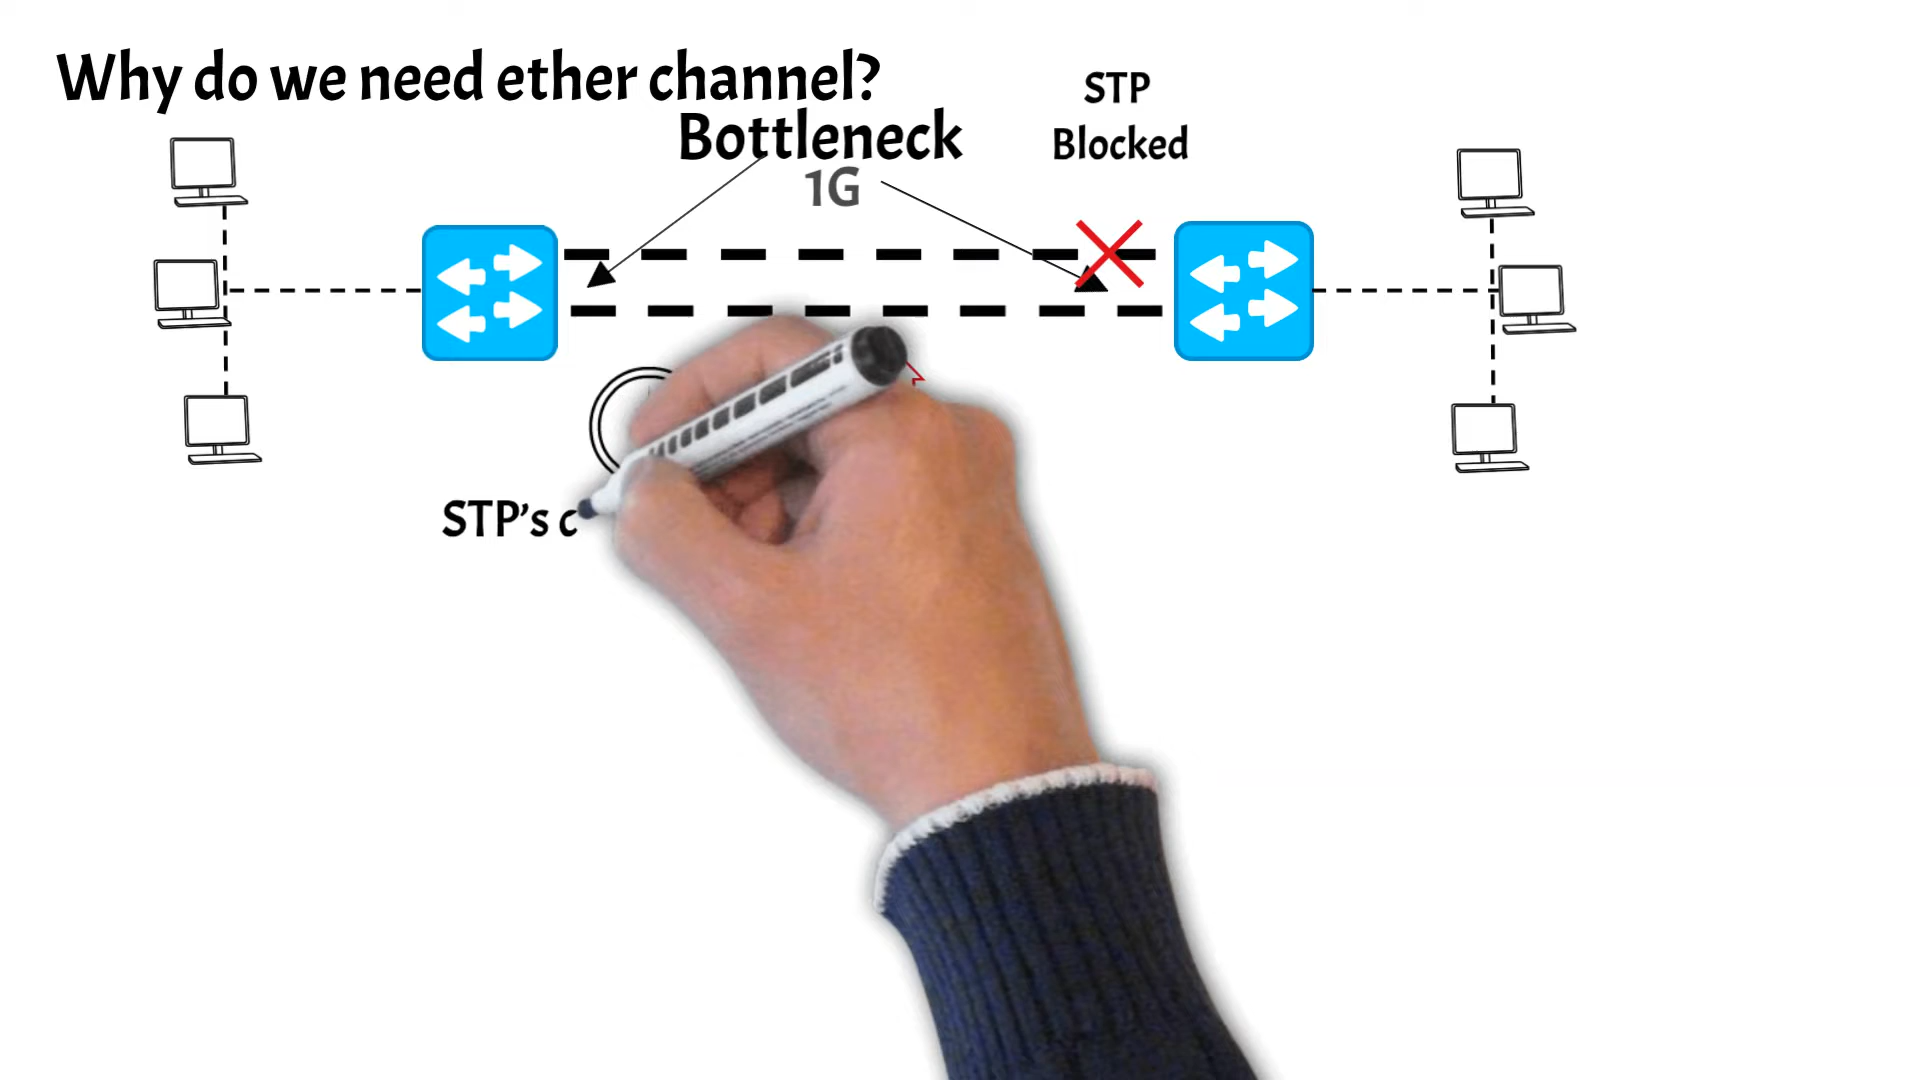 Why do we need ether channel?
Bottleneck
1G
STP
Blocked
STP's c